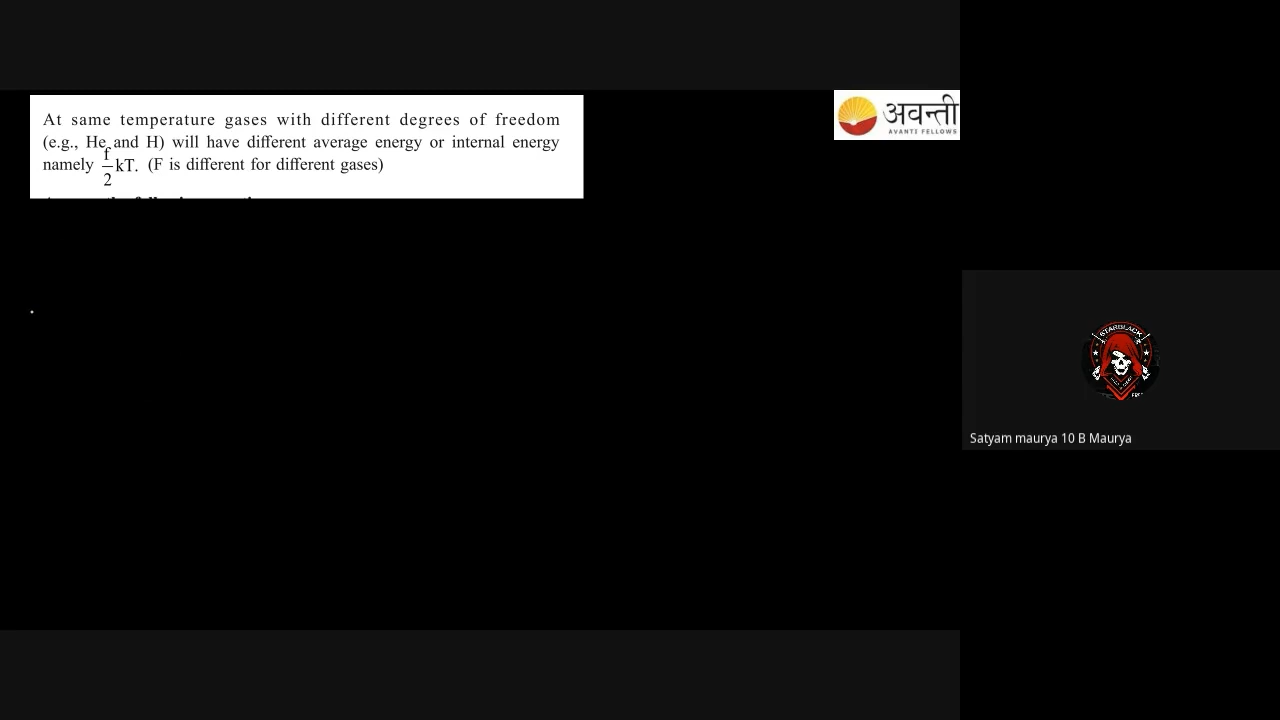 At same temperature gases with different degrees of freedom
(e.g., He and H) will have different average energy or internal energy
namely f/2 kT. (F is different for different gases)
अवन्ती
AVANTI FELLOWS
STARBLACK
Satyam maurya 10 B Maurya